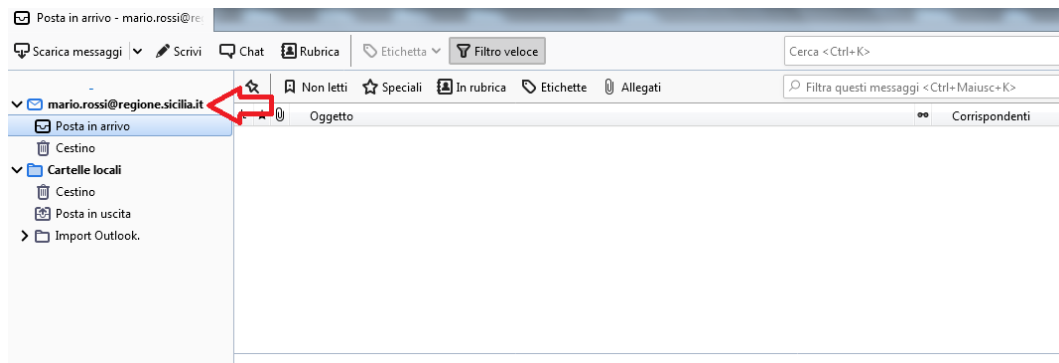 Posta in arrivo - mario.rossi@re
Scarica messaggi Scrivi Chat Rubrica Etichetta Filtro veloce Cerca <Ctrl+K>
Non letti Speciali In rubrica Etichette Allegati Filtra questi messaggi <Ctrl+Maiusc+K>
mario.rossi@regione.sicilia.it
Oggetto Corrispondenti
Posta in arrivo
Cestino
Cartelle locali
Cestino
Posta in uscita
Import Outlook.